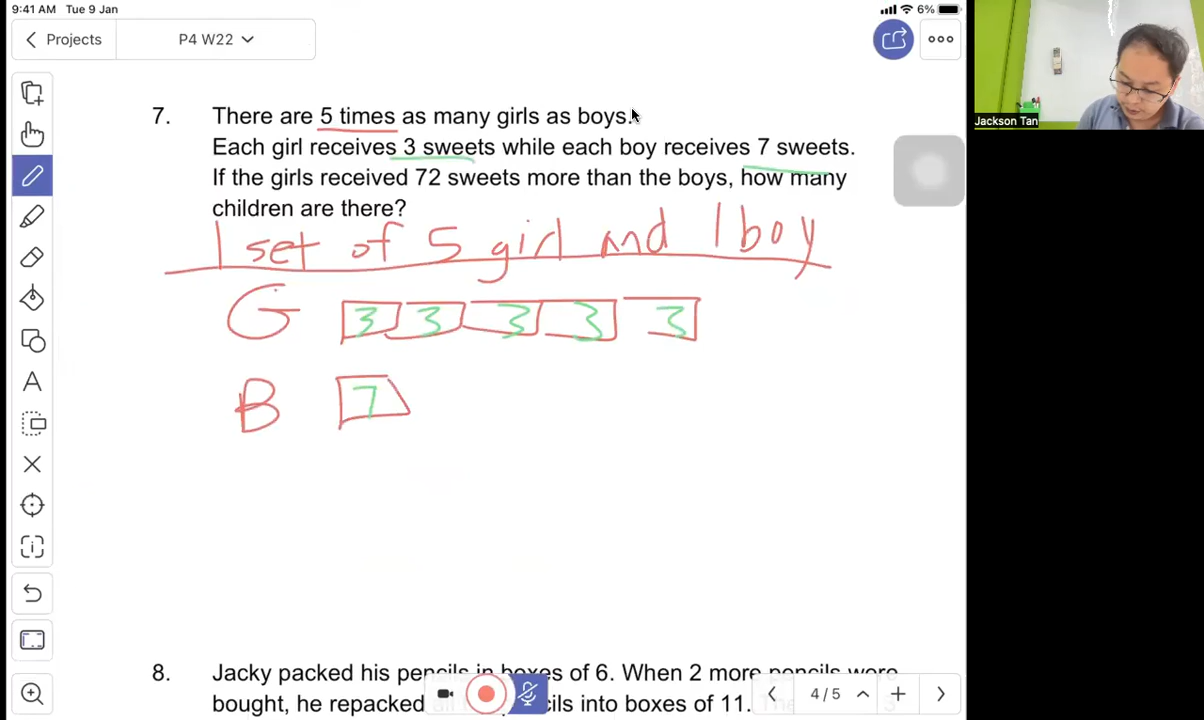 9:41 AM Tue 9 Jan
6%
Projects
P4 W22
7. There are 5 times as many girls as boys.
Each girl receives 3 sweets while each boy receives 7 sweets.
If the girls received 72 sweets more than the boys, how many
children are there?
1 set of 5 girl and 1 boy
G 3 3 3 3 3
B 7
A
8. Jacky packed his pencils in boxes of 6. When 2 more pencils were
bought, he repacked all
boxes of 11.
4/5
Jackson Tan